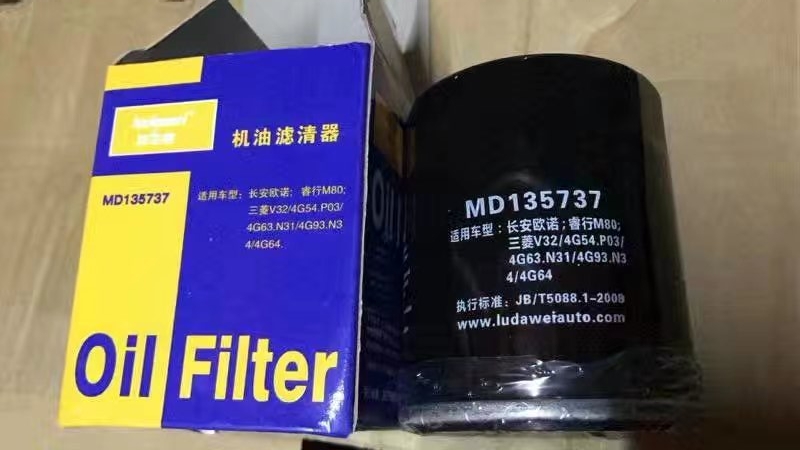 机油滤清器
MD135737
适用车型：长安欧诺；睿行M80;
三菱V32/4G54.P03/
4G63.N31/4G93.N3
4/4G64.
Oil Filter
Oil F
MD135737
适用车型：长安欧诺；睿行M80;
三菱V32/4G54.P03/
4G63.N31/4G93.N3
4/4G64
执行标准：JB/T5088.1-2008
www.ludaweiauto.com